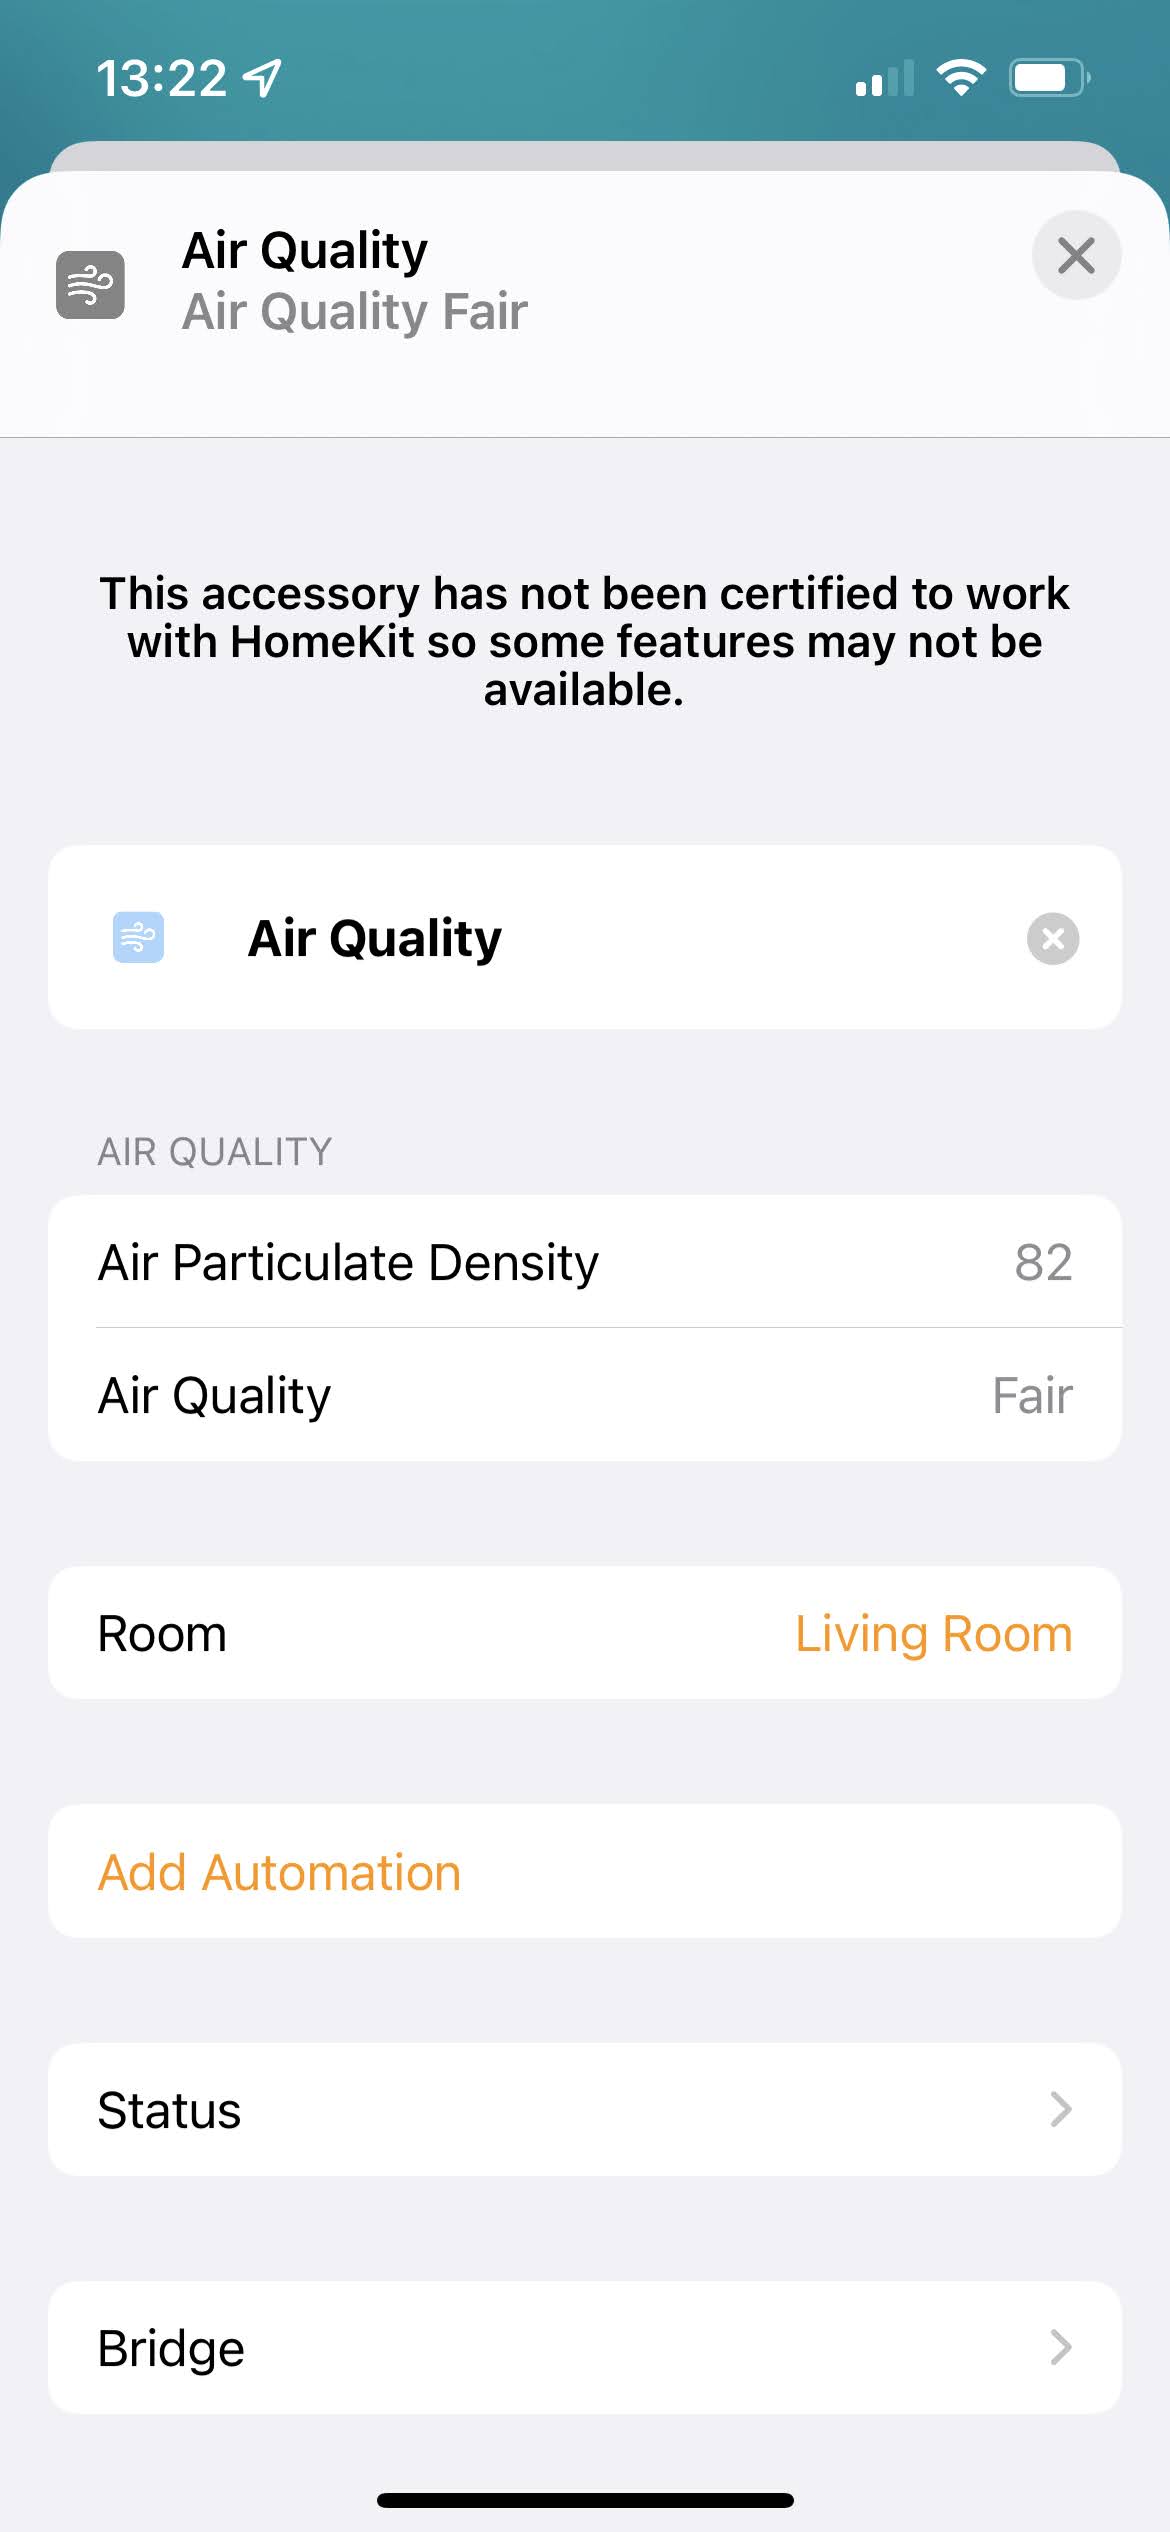 13:22
Air Quality
Air Quality Fair
This accessory has not been certified to work
with HomeKit so some features may not be
available.
Air Quality
AIR QUALITY
Air Particulate Density 82
Air Quality Fair
Room Living Room
Add Automation
Status
Bridge